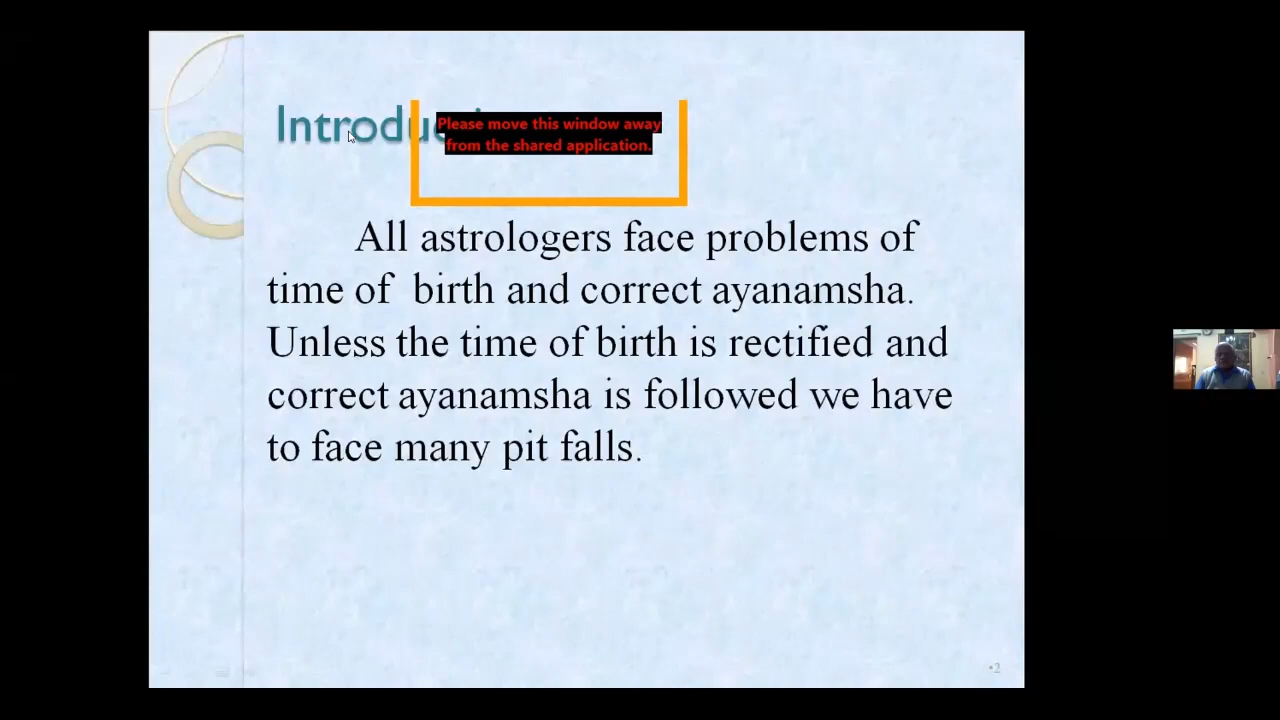 Introduc
Please move this window away
from the shared application.
All astrologers face problems of
time of birth and correct ayanamsha.
Unless the time of birth is rectified and
correct ayanamsha is followed we have
to face many pit falls.
•2